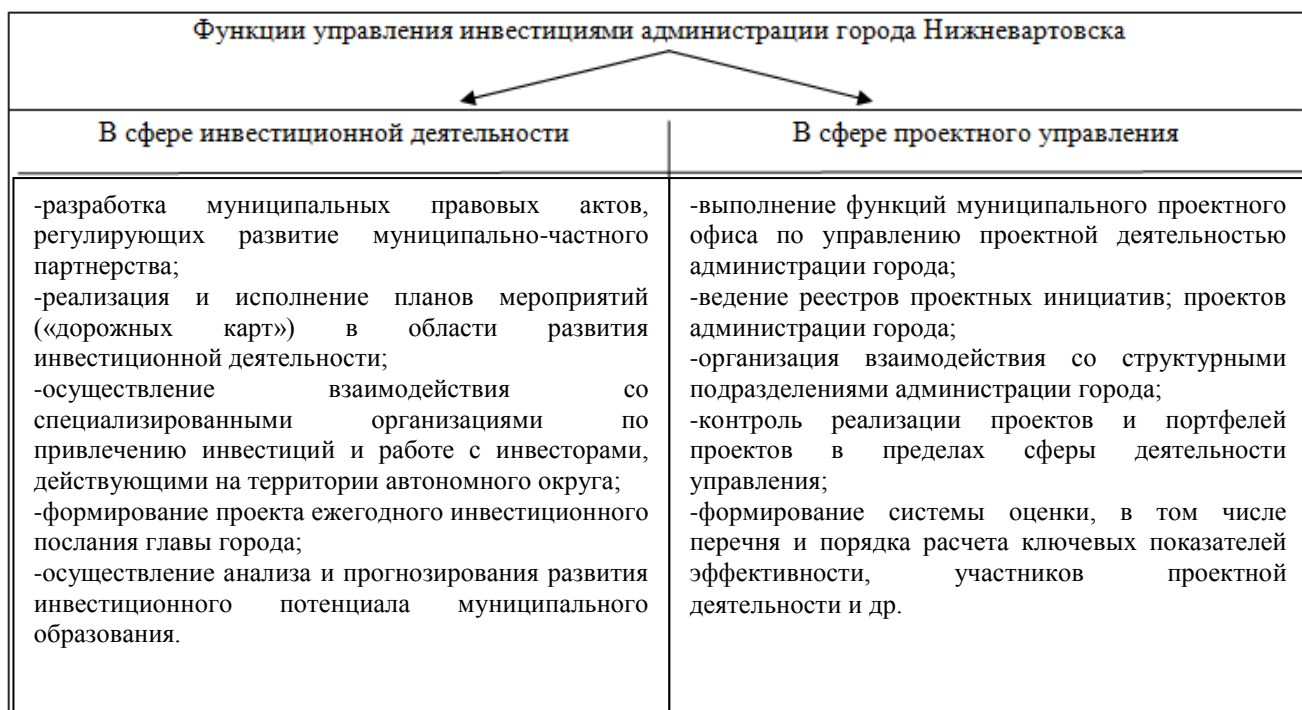 Функции управления инвестициями администрации города Нижневартовска
В сфере инвестиционной деятельности
В сфере проектного управления
-разработка муниципальных правовых актов,
регулирующих развитие муниципально-частного
партнерства;
-реализация и исполнение планов мероприятий
(«дорожных карт») в области развития
инвестиционной деятельности;
-осуществление взаимодействия со
специализированными организациями по
привлечению инвестиций и работе с инвесторами,
действующими на территории автономного округа;
-формирование проекта ежегодного инвестиционного
послания главы города;
-осуществление анализа и прогнозирования развития
инвестиционного потенциала муниципального
образования.
-выполнение функций муниципального проектного
офиса по управлению проектной деятельностью
администрации города;
-ведение реестров проектных инициатив; проектов
администрации города;
-организация взаимодействия со структурными
подразделениями администрации города;
-контроль реализации проектов и портфелей
проектов в пределах сферы деятельности
управления;
-формирование системы оценки, в том числе
перечня и порядка расчета ключевых показателей
эффективности, участников проектной
деятельности и др.